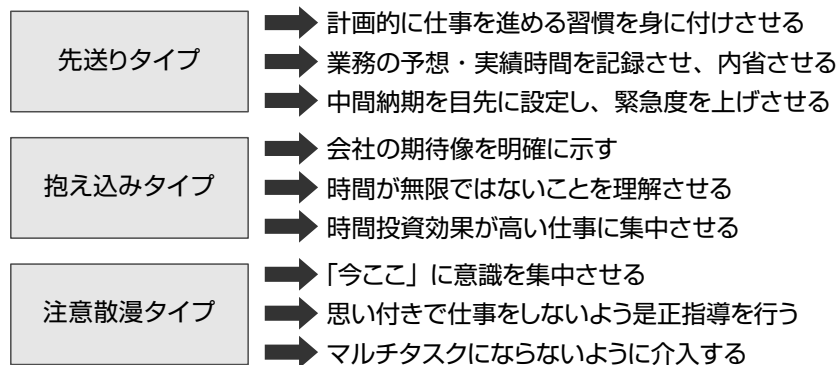 先送りタイプ
計画的に仕事を進める習慣を身に付けさせる
業務の予想・実績時間を記録させ、内省させる
中間納期を目先に設定し、緊急度を上げさせる
抱え込みタイプ
会社の期待像を明確に示す
時間が無限ではないことを理解させる
時間投資効果が高い仕事に集中させる
注意散漫タイプ
「今ここ」に意識を集中させる
思い付きで仕事をしないよう是正指導を行う
マルチタスクにならないように介入する